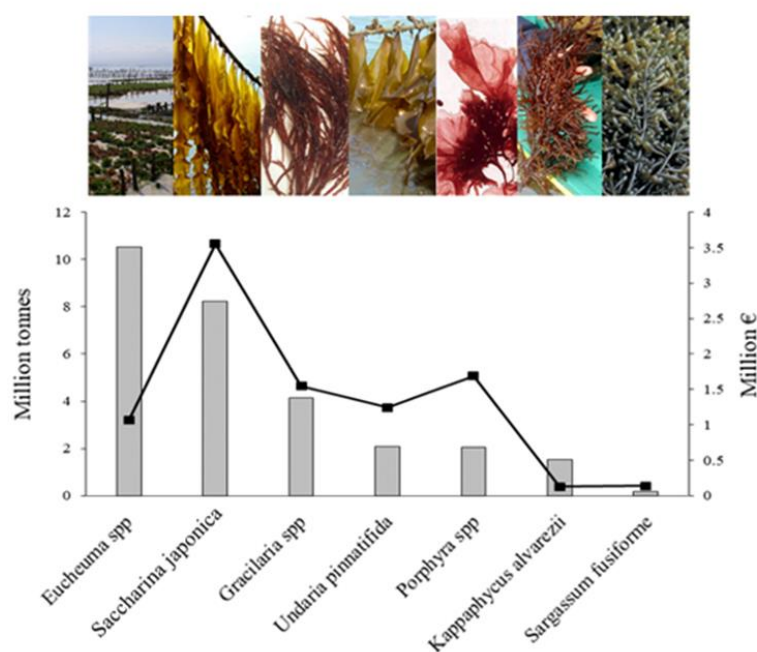 12
10
8
6
4
2
0
Million tonnes
4
3.5
3
2.5
2
1.5
1
0.5
0
Million €
Eucheuma spp
Saccharina japonica
Gracilaria spp
Undaria pinnatifida
Porphyra spp
Kappaphycus alvarezii
Sargassum fusiforme